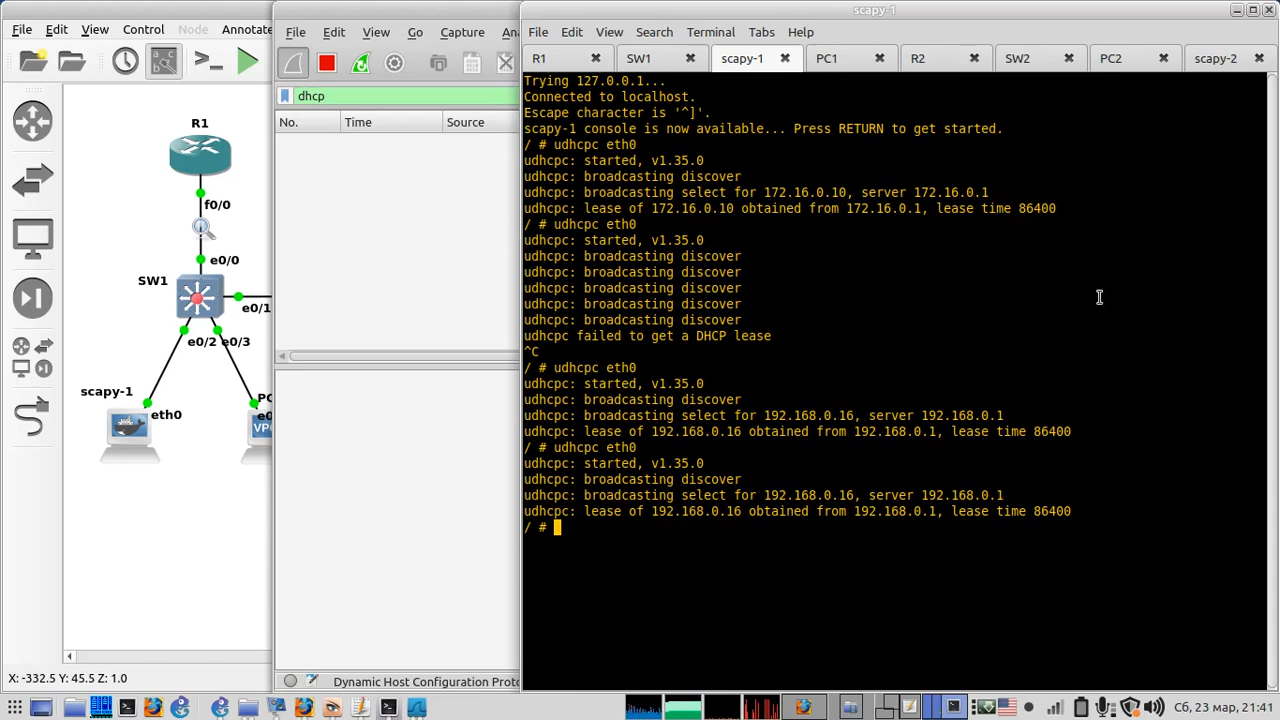 File Edit View Control Annotate
R1
f0/0
e0/0
SW1
e0/1
e0/2 e0/3
scapy-1
eth0
PC
e0
VP
X: -332.5 Y: 45.5 Z: 1.0
File Edit View Go Capture
dhcp
No. Time Source
Dynamic Host Configuration Proto
scapy-1
File Edit View Search Terminal Tabs Help
R1 SW1 scapy-1 PC1 R2 SW2 PC2 scapy-2
Trying 127.0.0.1...
Connected to localhost.
Escape character is '^]'.
scapy-1 console is now available... Press RETURN to get started.
/ # udhcpc eth0
udhcpc: started, v1.35.0
udhcpc: broadcasting discover
udhcpc: broadcasting select for 172.16.0.10, server 172.16.0.1
udhcpc: lease of 172.16.0.10 obtained from 172.16.0.1, lease time 86400
/ # udhcpc eth0
udhcpc: started, v1.35.0
udhcpc: broadcasting discover
udhcpc: broadcasting discover
udhcpc: broadcasting discover
udhcpc: broadcasting discover
udhcpc: broadcasting discover
udhcpc failed to get a DHCP lease
^C
/ # udhcpc eth0
udhcpc: started, v1.35.0
udhcpc: broadcasting discover
udhcpc: broadcasting select for 192.168.0.16, server 192.168.0.1
udhcpc: lease of 192.168.0.16 obtained from 192.168.0.1, lease time 86400
/ # udhcpc eth0
udhcpc: started, v1.35.0
udhcpc: broadcasting discover
udhcpc: broadcasting select for 192.168.0.16, server 192.168.0.1
udhcpc: lease of 192.168.0.16 obtained from 192.168.0.1, lease time 86400
/ #
Сб, 23 мар, 21:41